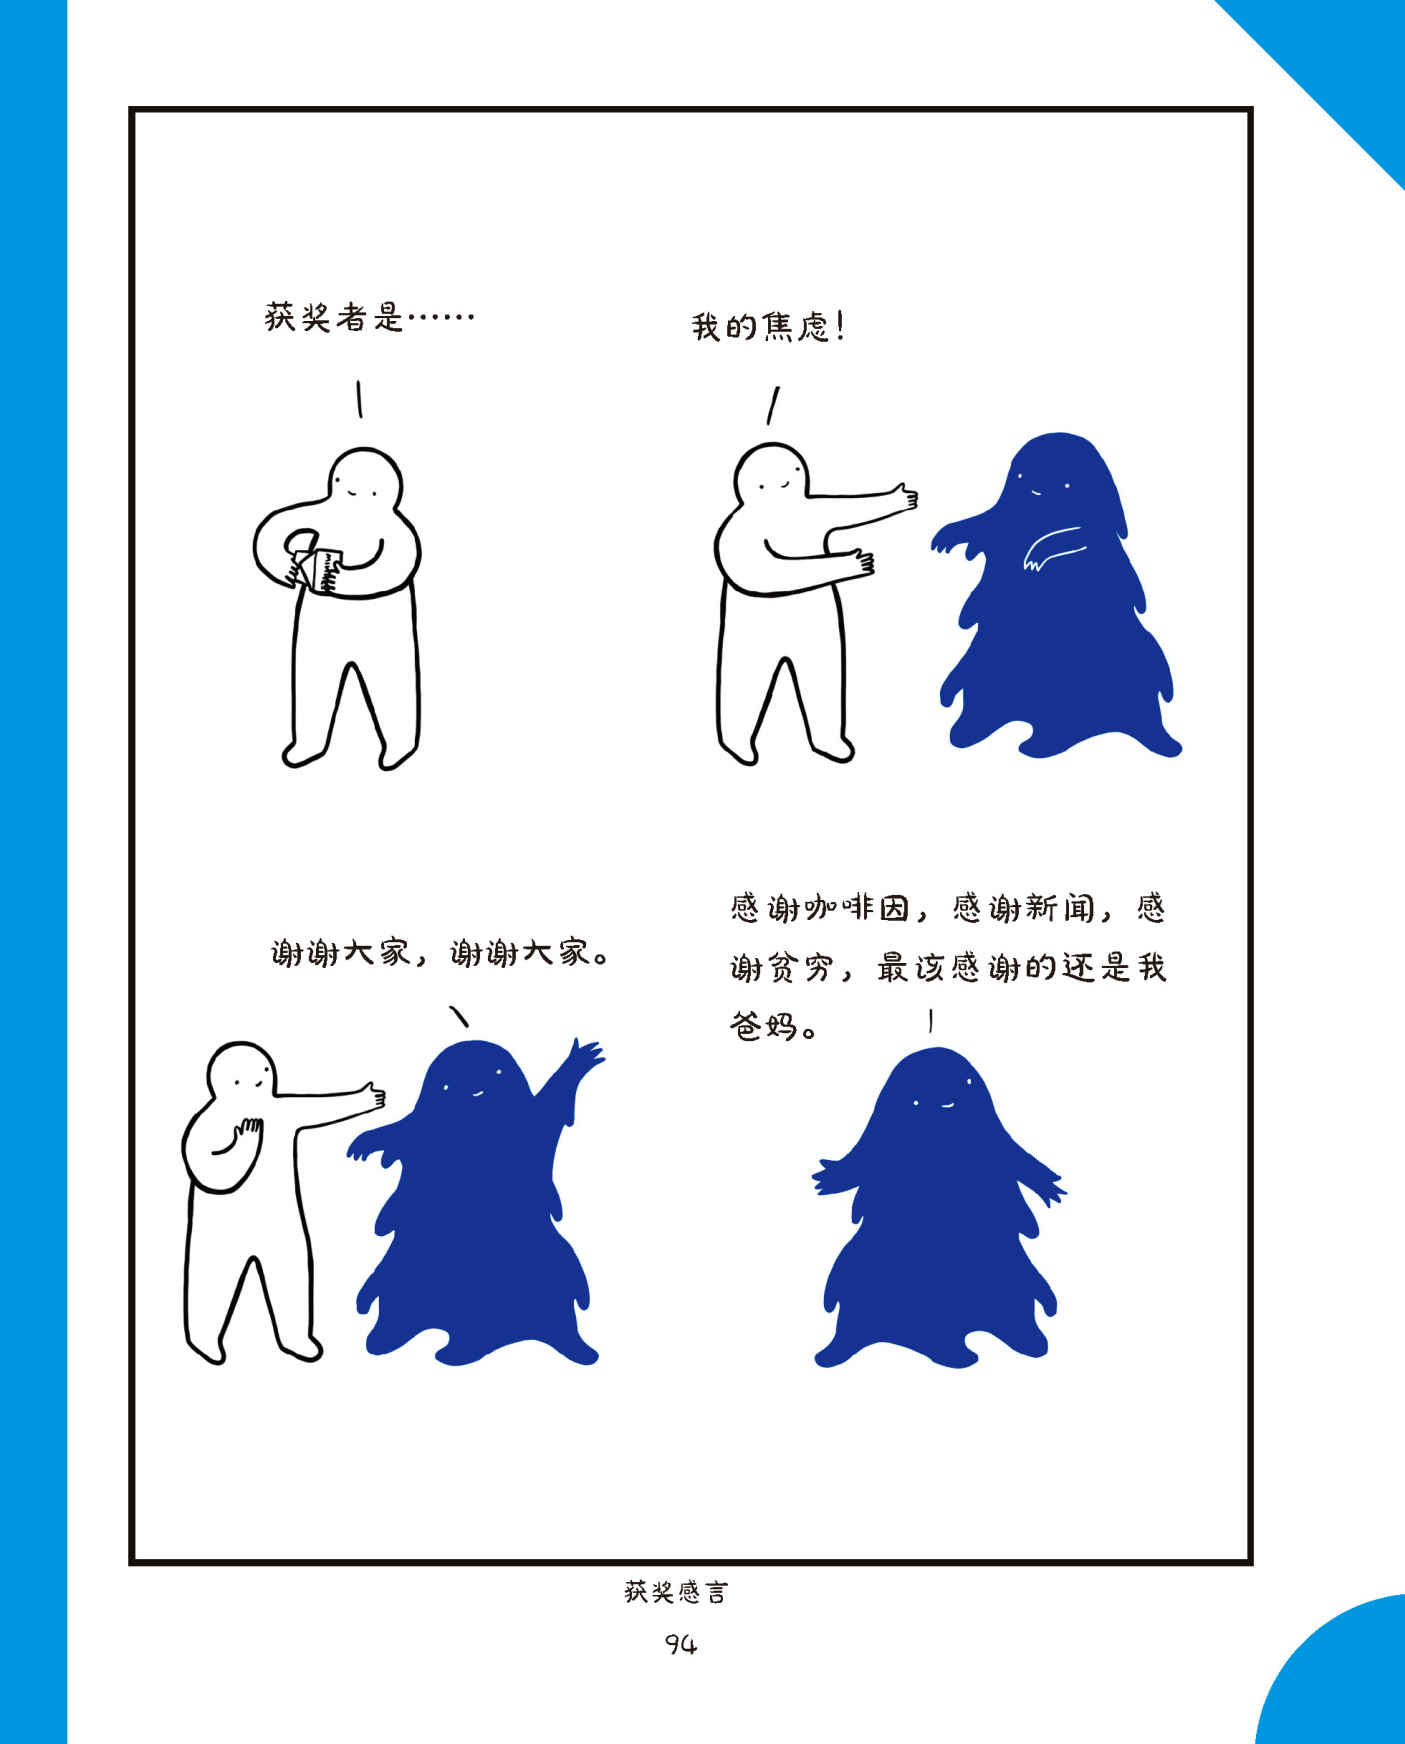 获奖者是……
我的焦虑！
谢谢大家，谢谢大家。
感谢咖啡因，感谢新闻，感
谢贫穷，最该感谢的还是我
爸妈。
获奖感言
94